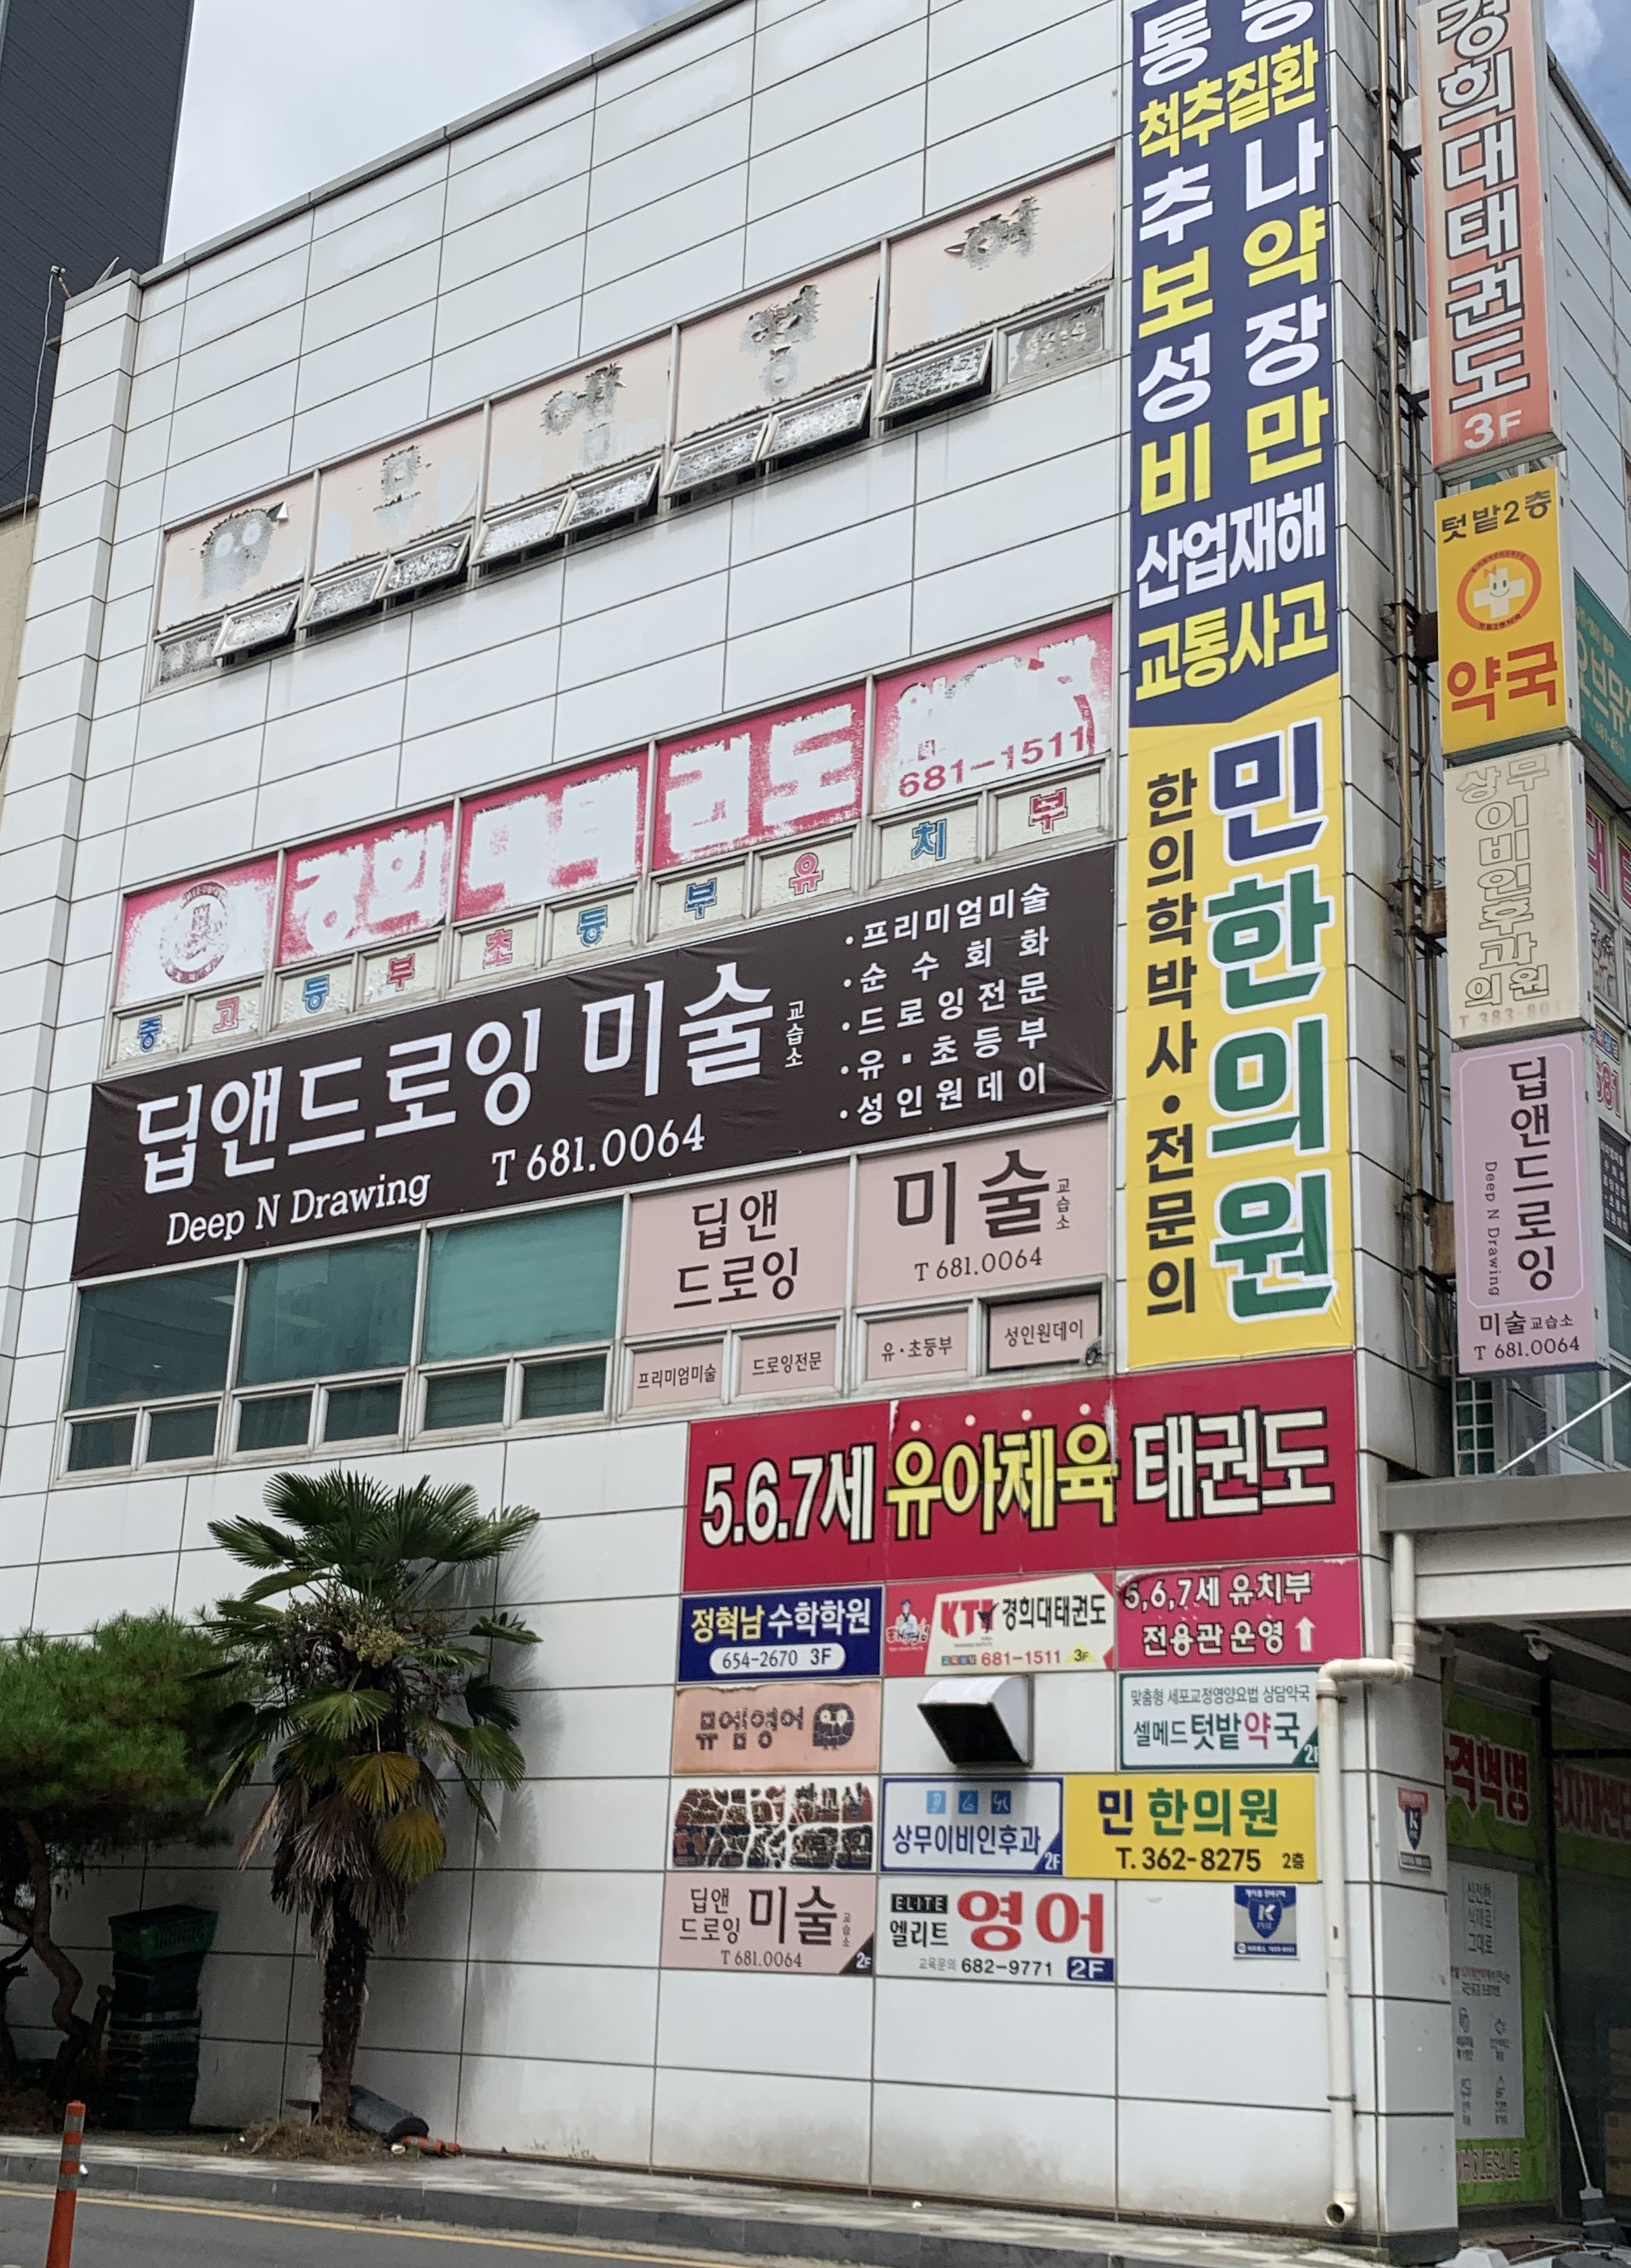 뮤엠영어
경희대태권도
681-1511
중 고 등 부 초 등 부 유 치 부
딥앤드로잉 미술 교습소
Deep N Drawing
T 681.0064
·프리미엄미술
·순수회화
·드로잉전문
·유·초등부
·성인원데이
딥앤
드로잉
미술 교습소
T 681.0064
프리미엄미술
드로잉전문
유·초등부
성인원데이
척추질환
추나
보약
성장
비만
산업재해
교통사고
민한의원
한의학박사·전문의
경희대태권도
3F
텃밭2층
약국
상무
이비인후과
의원
딥앤드로잉
Deep N Drawing
미술교습소
T 681.0064
5.6.7세 유아체육 태권도
정혁남수학학원
654-2670 3F
경희대태권도
681-1511 3F
5,6,7세 유치부
전용관운영↑
뮤엠영어
맞춤형 세포교정영양요법 상담약국
셀메드텃밭약국
상무이비인후과
2F
민한의원
T. 362-8275 2층
딥앤
드로잉
미술 교습소
T 681.0064
2F
ELITE
엘리트
영어
교육문의 682-9771 2F
신선한
식재료
그대로